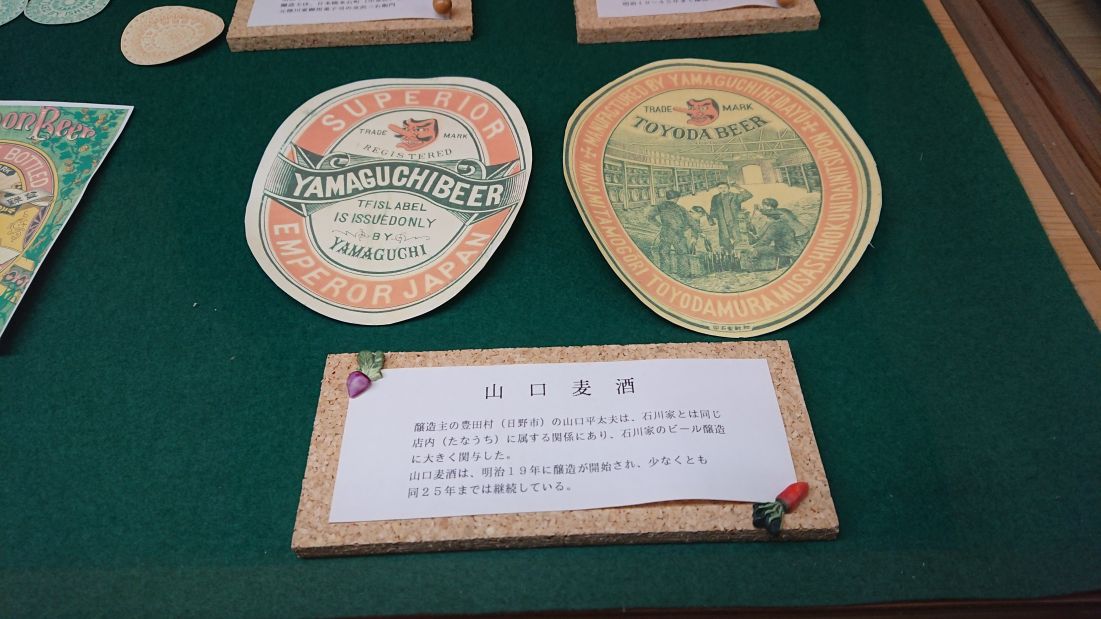 SUPERIOR
TRADE MARK
REGISTERED
YAMAGUCHIBEER
TFISLABEL
IS ISSUEDONLY
BY
YAMAGUCHI
EMPEROR JAPAN
MANUFACTURED BY YAMAGUCHI HEIDAYU
TRADE MARK
TOYODA BEER
MINAMITAMOGORI TOYODAMURA MUSASHINOKUNI DAINITSUPON
Beer
BOTTLED
山口麦酒
醸造主の豊田村（日野市）の山口平太夫は、石川家とは同じ
店内（たなうち）に属する関係にあり、石川家のビール醸造
に大きく関与した。
山口麦酒は、明治１９年に醸造が開始され、少なくとも
同２５年までは継続している。